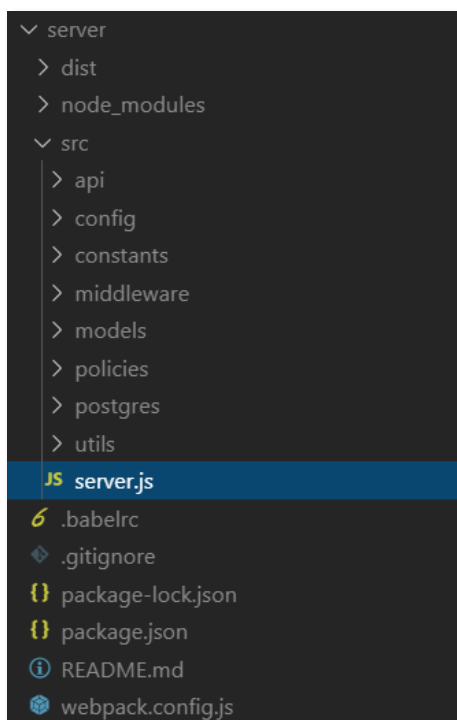 server
dist
node_modules
src
api
config
constants
middleware
models
policies
postgres
utils
JS server.js
.babelrc
.gitignore
{} package-lock.json
{} package.json
README.md
webpack.config.js